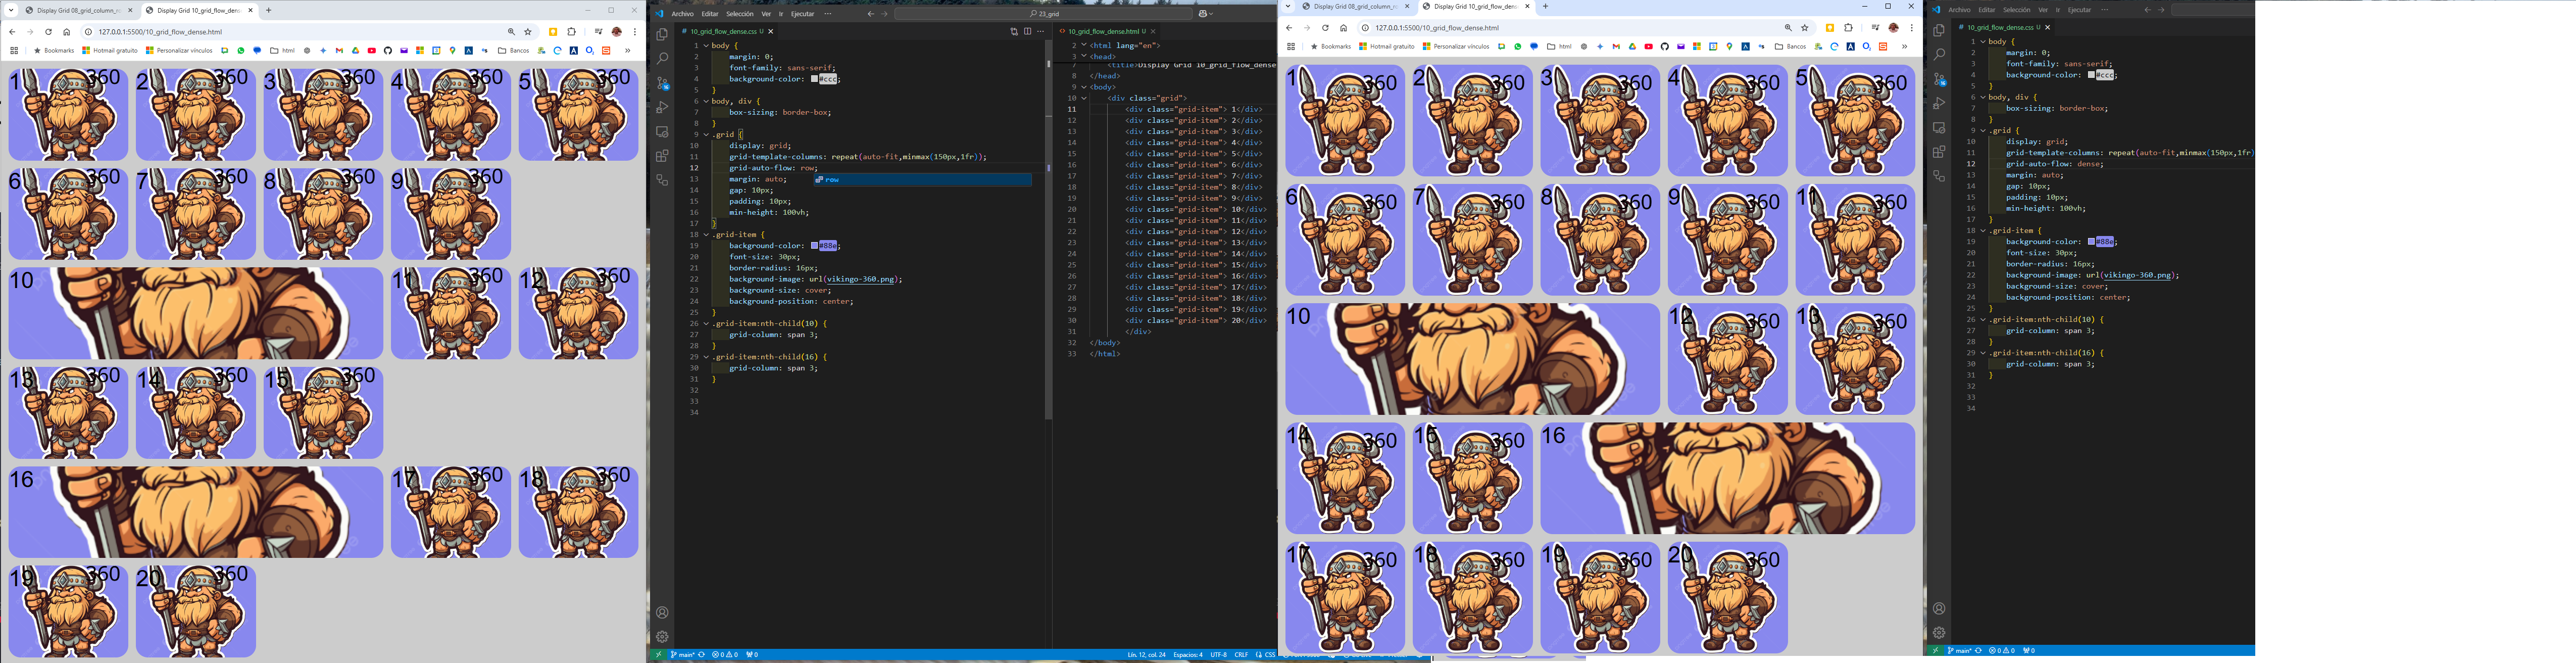 Display Grid 08_grid_column_ro
Display Grid 10_grid_flow_dense
127.0.0.1:5500/10_grid_flow_dense.html
Bookmarks
Hotmail gratuito
Personalizar vínculos
html
Bancos
1 360
2 360
3 360
4 360
5 360
6 360
7 360
8 360
9 360
10
11 360
12 360
13 360
14 360
15 360
16
17 360
18 360
19 360
20 360
Archivo Editar Selección Ver Ir Ejecutar ···
23_grid
# 10_grid_flow_dense.css U
1 body {
2 margin: 0;
3 font-family: sans-serif;
4 background-color: #ccc;
5 }
6 body, div {
7 box-sizing: border-box;
8 }
9 .grid {
10 display: grid;
11 grid-template-columns: repeat(auto-fit,minmax(150px,1fr));
12 grid-auto-flow: row;
row
13 margin: auto;
14 gap: 10px;
15 padding: 10px;
16 min-height: 100vh;
17 }
18 .grid-item {
19 background-color: #88e;
20 font-size: 30px;
21 border-radius: 16px;
22 background-image: url(vikingo-360.png);
23 background-size: cover;
24 background-position: center;
25 }
26 .grid-item:nth-child(10) {
27 grid-column: span 3;
28 }
29 .grid-item:nth-child(16) {
30 grid-column: span 3;
31 }
32
33
34
10_grid_flow_dense.html U
2 <html lang="en">
3 <head>
7 <title>Display Grid 10_grid_flow_dense
8 </head>
9 <body>
10 <div class="grid">
11 <div class="grid-item"> 1</div>
12 <div class="grid-item"> 2</div>
13 <div class="grid-item"> 3</div>
14 <div class="grid-item"> 4</div>
15 <div class="grid-item"> 5</div>
16 <div class="grid-item"> 6</div>
17 <div class="grid-item"> 7</div>
18 <div class="grid-item"> 8</div>
19 <div class="grid-item"> 9</div>
20 <div class="grid-item"> 10</div>
21 <div class="grid-item"> 11</div>
22 <div class="grid-item"> 12</div>
23 <div class="grid-item"> 13</div>
24 <div class="grid-item"> 14</div>
25 <div class="grid-item"> 15</div>
26 <div class="grid-item"> 16</div>
27 <div class="grid-item"> 17</div>
28 <div class="grid-item"> 18</div>
29 <div class="grid-item"> 19</div>
30 <div class="grid-item"> 20</div>
31 </div>
32 </body>
33 </html>
main* 0 0 0
Lín. 12, col. 24 Espacios: 4 UTF-8 CRLF CSS
Display Grid 08_grid_column_ro
Display Grid 10_grid_flow_dense
127.0.0.1:5500/10_grid_flow_dense.html
Bookmarks
Hotmail gratuito
Personalizar vínculos
html
Bancos
1 360
2 360
3 360
4 360
5 360
6 360
7 360
8 360
9 360
11 360
10
12 360
13 360
14 360
15 360
16
17 360
18 360
19 360
20 360
Archivo Editar Selección Ver Ir Ejecutar ···
# 10_grid_flow_dense.css U
1 body {
2 margin: 0;
3 font-family: sans-serif;
4 background-color: #ccc;
5 }
6 body, div {
7 box-sizing: border-box;
8 }
9 .grid {
10 display: grid;
11 grid-template-columns: repeat(auto-fit,minmax(150px,1fr)
12 grid-auto-flow: dense;
13 margin: auto;
14 gap: 10px;
15 padding: 10px;
16 min-height: 100vh;
17 }
18 .grid-item {
19 background-color: #88e;
20 font-size: 30px;
21 border-radius: 16px;
22 background-image: url(vikingo-360.png);
23 background-size: cover;
24 background-position: center;
25 }
26 .grid-item:nth-child(10) {
27 grid-column: span 3;
28 }
29 .grid-item:nth-child(16) {
30 grid-column: span 3;
31 }
32
33
34
main* 0 0 0